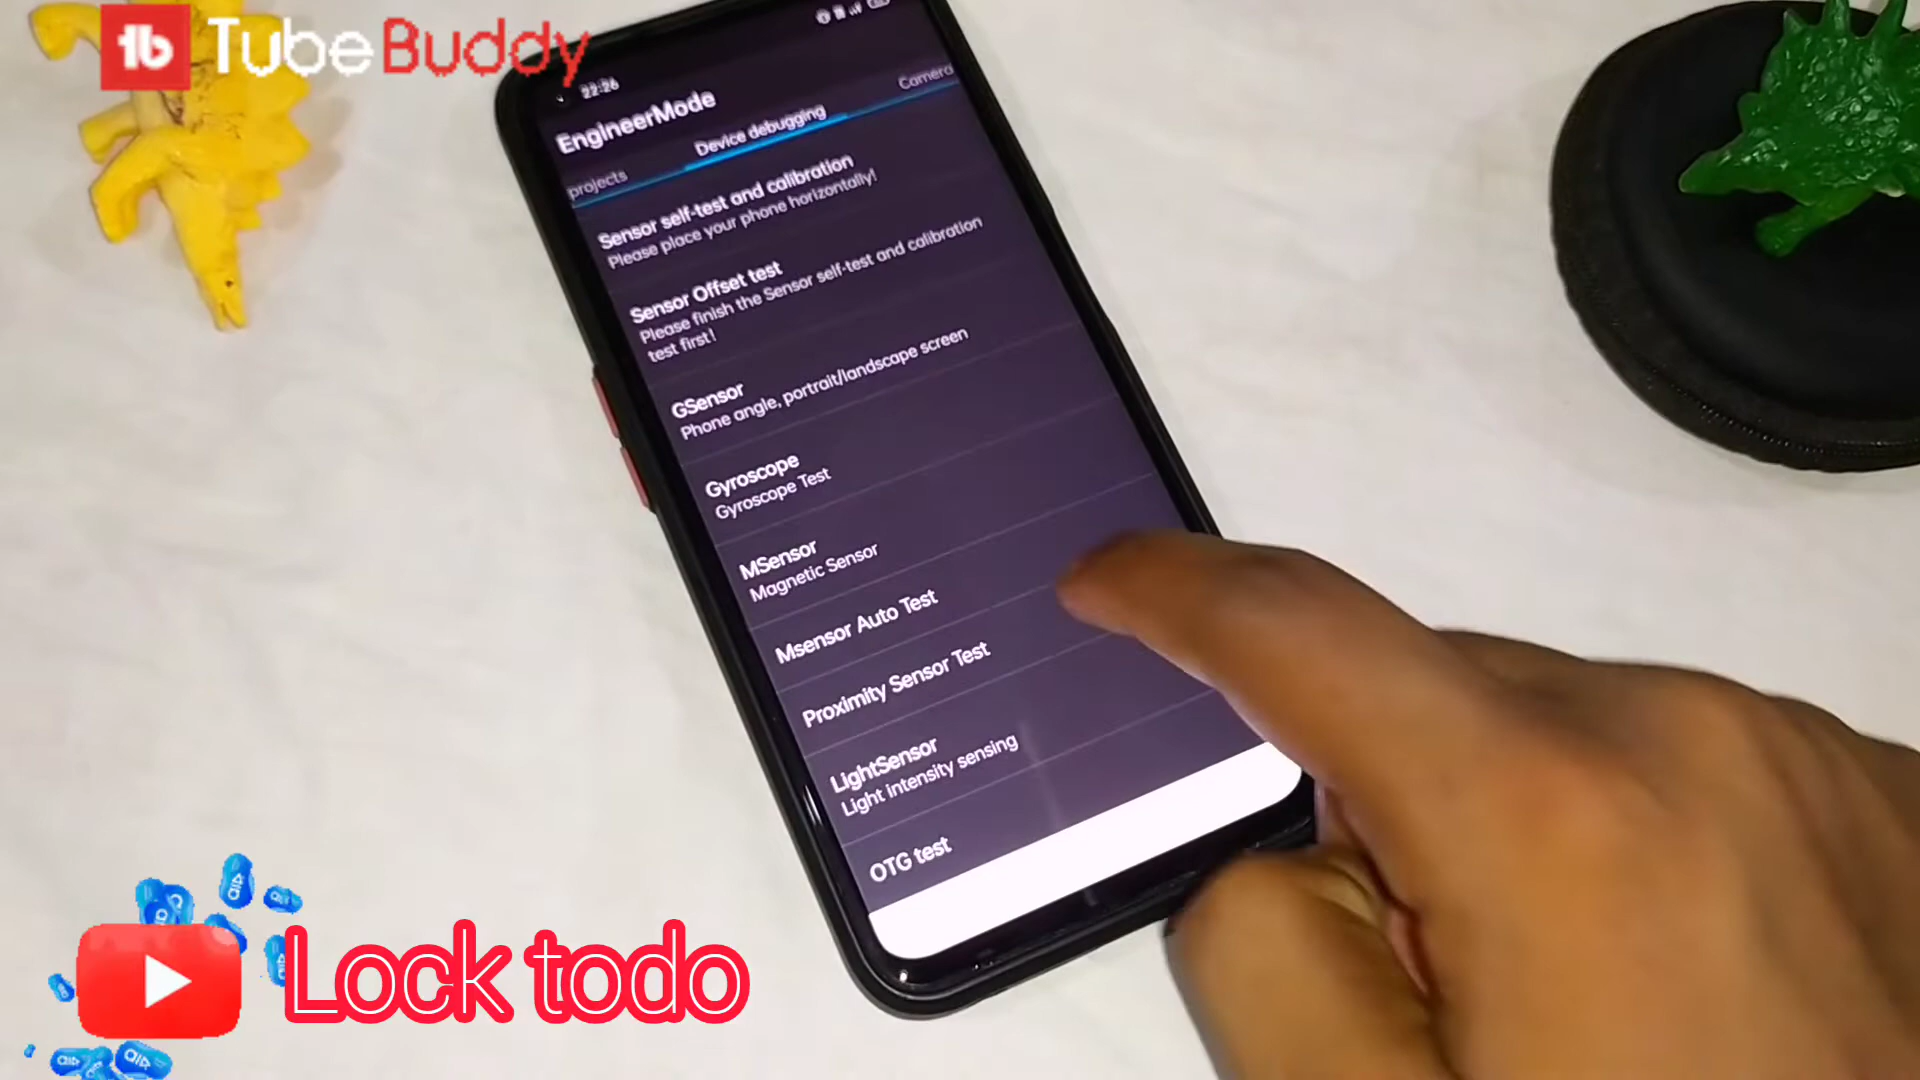 TubeBuddy
22:26
EngineerMode
projects
Device debugging
Camera
Sensor self-test and calibration
Please place your phone horizontally!
Sensor Offset test
Please finish the Sensor self-test and calibration
test first!
GSensor
Phone angle, portrait/landscape screen
Gyroscope
Gyroscope Test
MSensor
Magnetic Sensor
Msensor Auto Test
Proximity Sensor Test
LightSensor
Light intensity sensing
OTG test
Lock todo